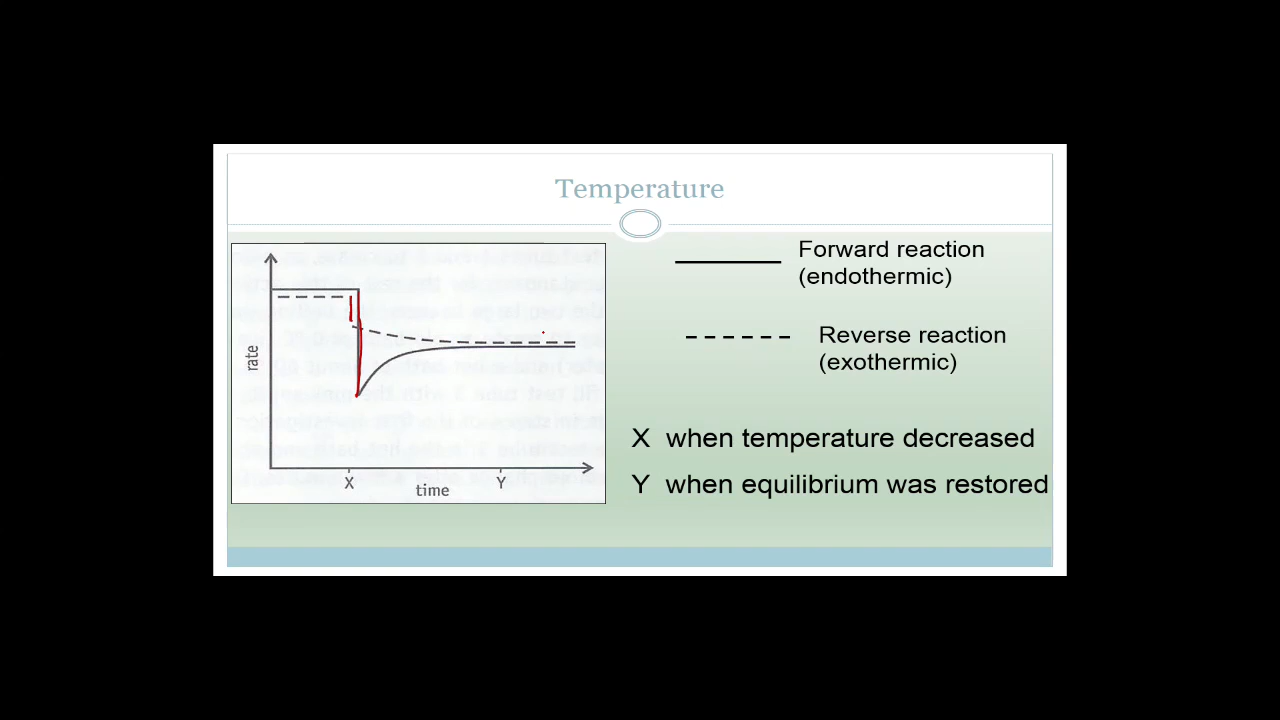 Temperature
rate
X
time
Y
Forward reaction
(endothermic)
Reverse reaction
(exothermic)
X when temperature decreased
Y when equilibrium was restored